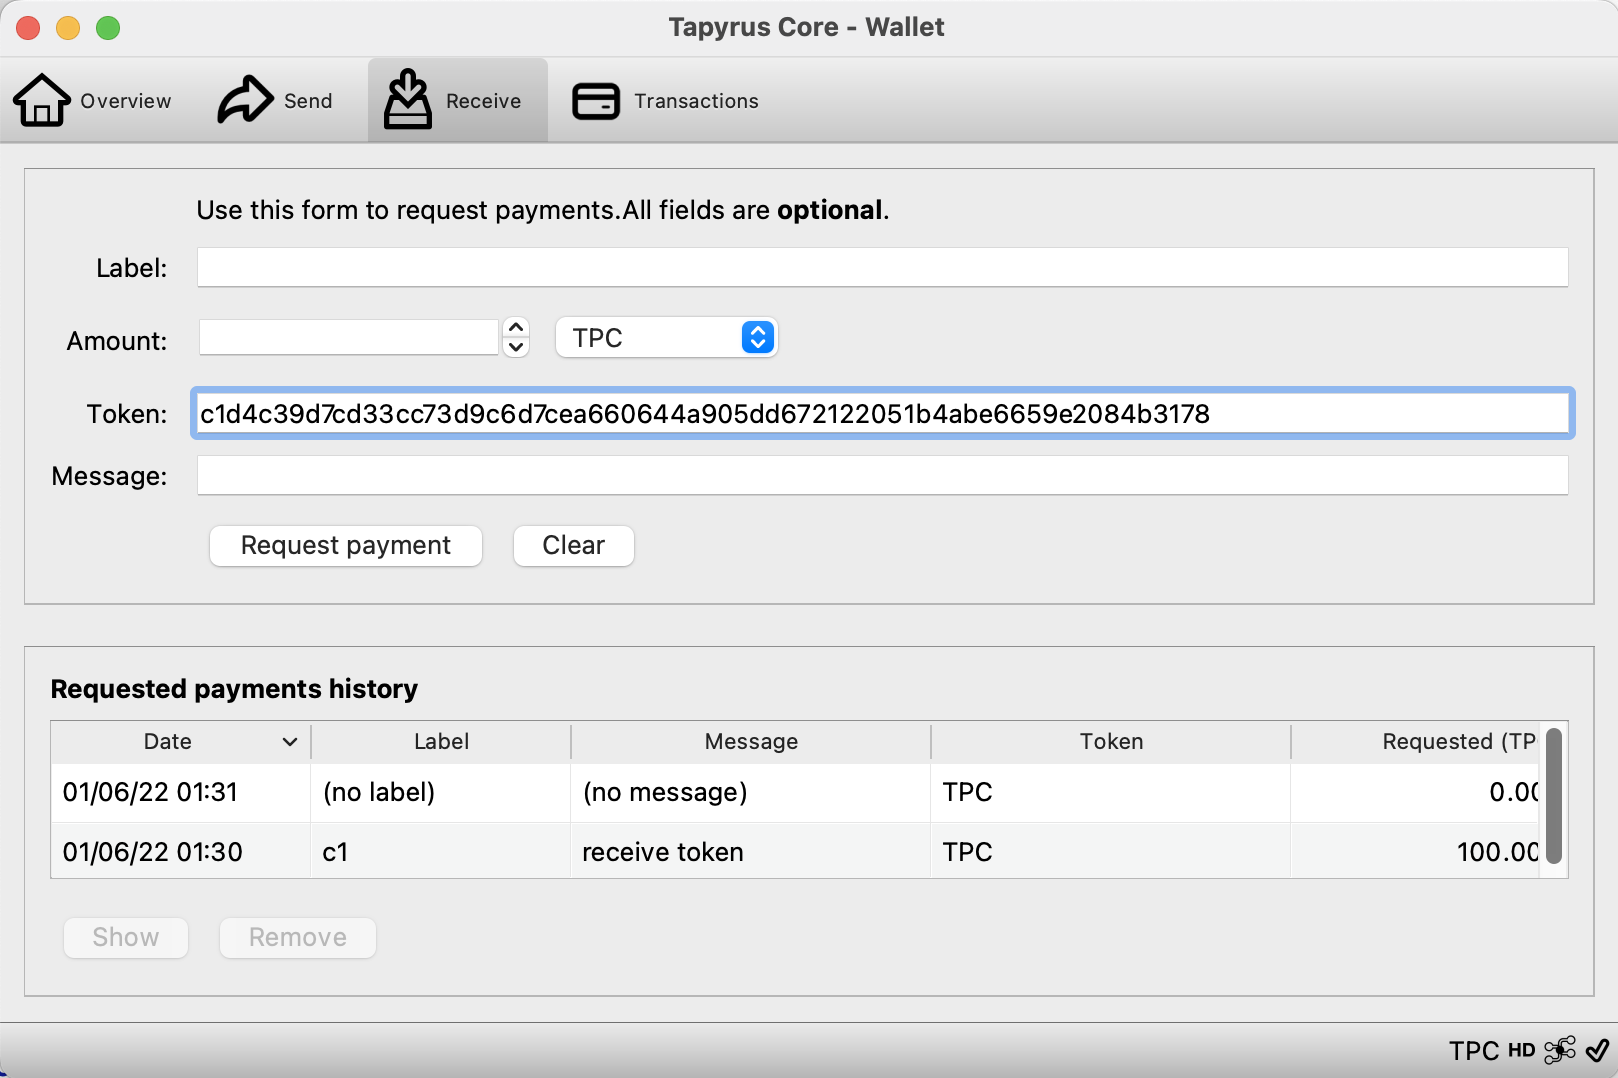 Tapyrus Core - Wallet
Overview Send Receive Transactions
Use this form to request payments.All fields are optional.
Label:
Amount: TPC
Token: c1d4c39d7cd33cc73d9c6d7cea660644a905dd672122051b4abe6659e2084b3178
Message:
Request payment Clear
Requested payments history
Date Label Message Token Requested (TP
01/06/22 01:31 (no label) (no message) TPC 0.00
01/06/22 01:30 c1 receive token TPC 100.00
Show Remove
TPC HD